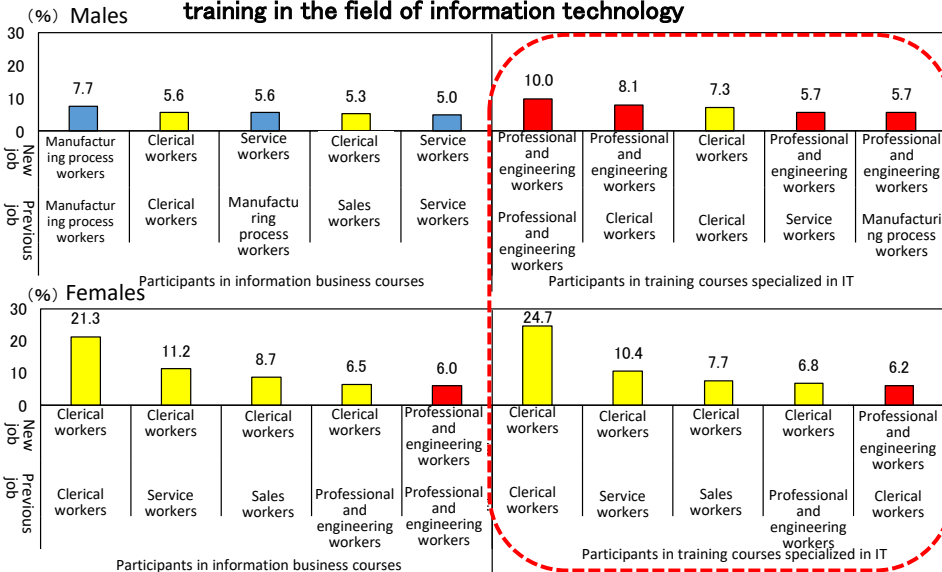 training in the field of information technology
（%） Males
30
20
10
0
7.7
5.6
5.6
5.3
5.0
10.0
8.1
7.3
5.7
5.7
New job
Manufactur
ing process
workers
Clerical
workers
Service
workers
Clerical
workers
Service
workers
Professional
and
engineering
workers
Professional
and
engineering
workers
Clerical
workers
Professional
and
engineering
workers
Professional
and
engineering
workers
Previous job
Manufactur
ing process
workers
Clerical
workers
Manufactu
ring
process
workers
Sales
workers
Service
workers
Professional
and
engineering
workers
Clerical
workers
Clerical
workers
Service
workers
Manufacturi
ng process
workers
Participants in information business courses
Participants in training courses specialized in IT
（%） Females
30
20
10
0
21.3
11.2
8.7
6.5
6.0
24.7
10.4
7.7
6.8
6.2
New job
Clerical
workers
Clerical
workers
Clerical
workers
Clerical
workers
Professional
and
engineering
workers
Clerical
workers
Clerical
workers
Clerical
workers
Clerical
workers
Professional
and
engineering
workers
Previous job
Clerical
workers
Service
workers
Sales
workers
Professional
and
engineering
workers
Professional
and
engineering
workers
Clerical
workers
Service
workers
Sales
workers
Professional
and
engineering
workers
Clerical
workers
Participants in information business courses
Participants in training courses specialized in IT